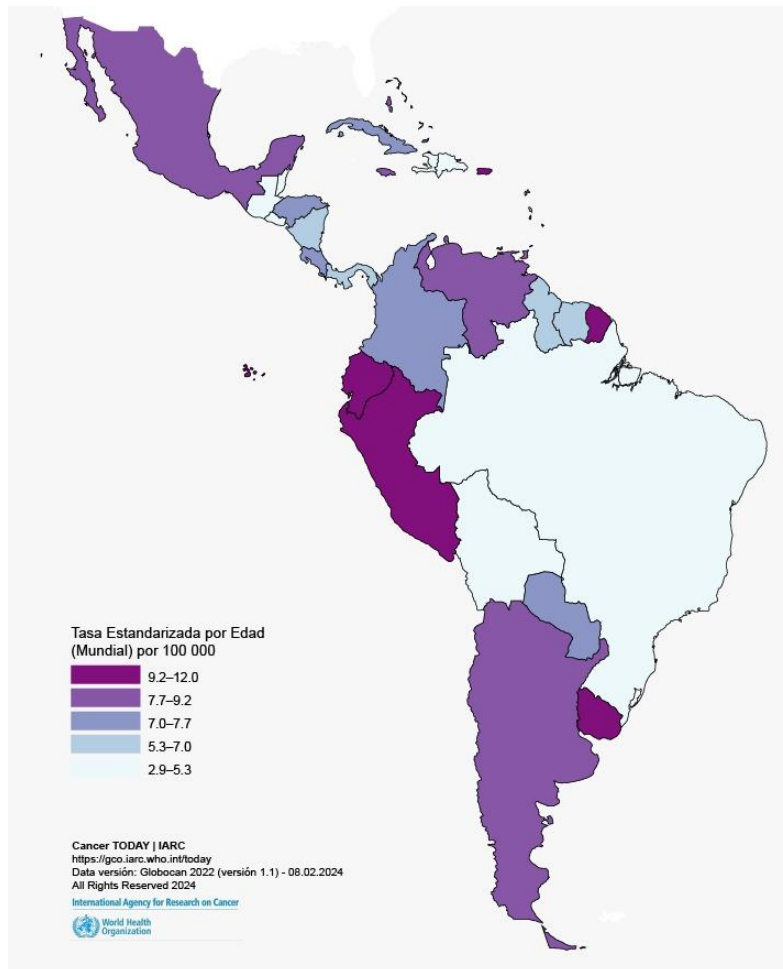 Tasa Estandarizada por Edad
(Mundial) por 100 000
9.2–12.0
7.7–9.2
7.0–7.7
5.3–7.0
2.9–5.3
Cancer TODAY | IARC
https://gco.iarc.who.int/today
Data versión: Globocan 2022 (versión 1.1) - 08.02.2024
All Rights Reserved 2024
International Agency for Research on Cancer
World Health
Organization